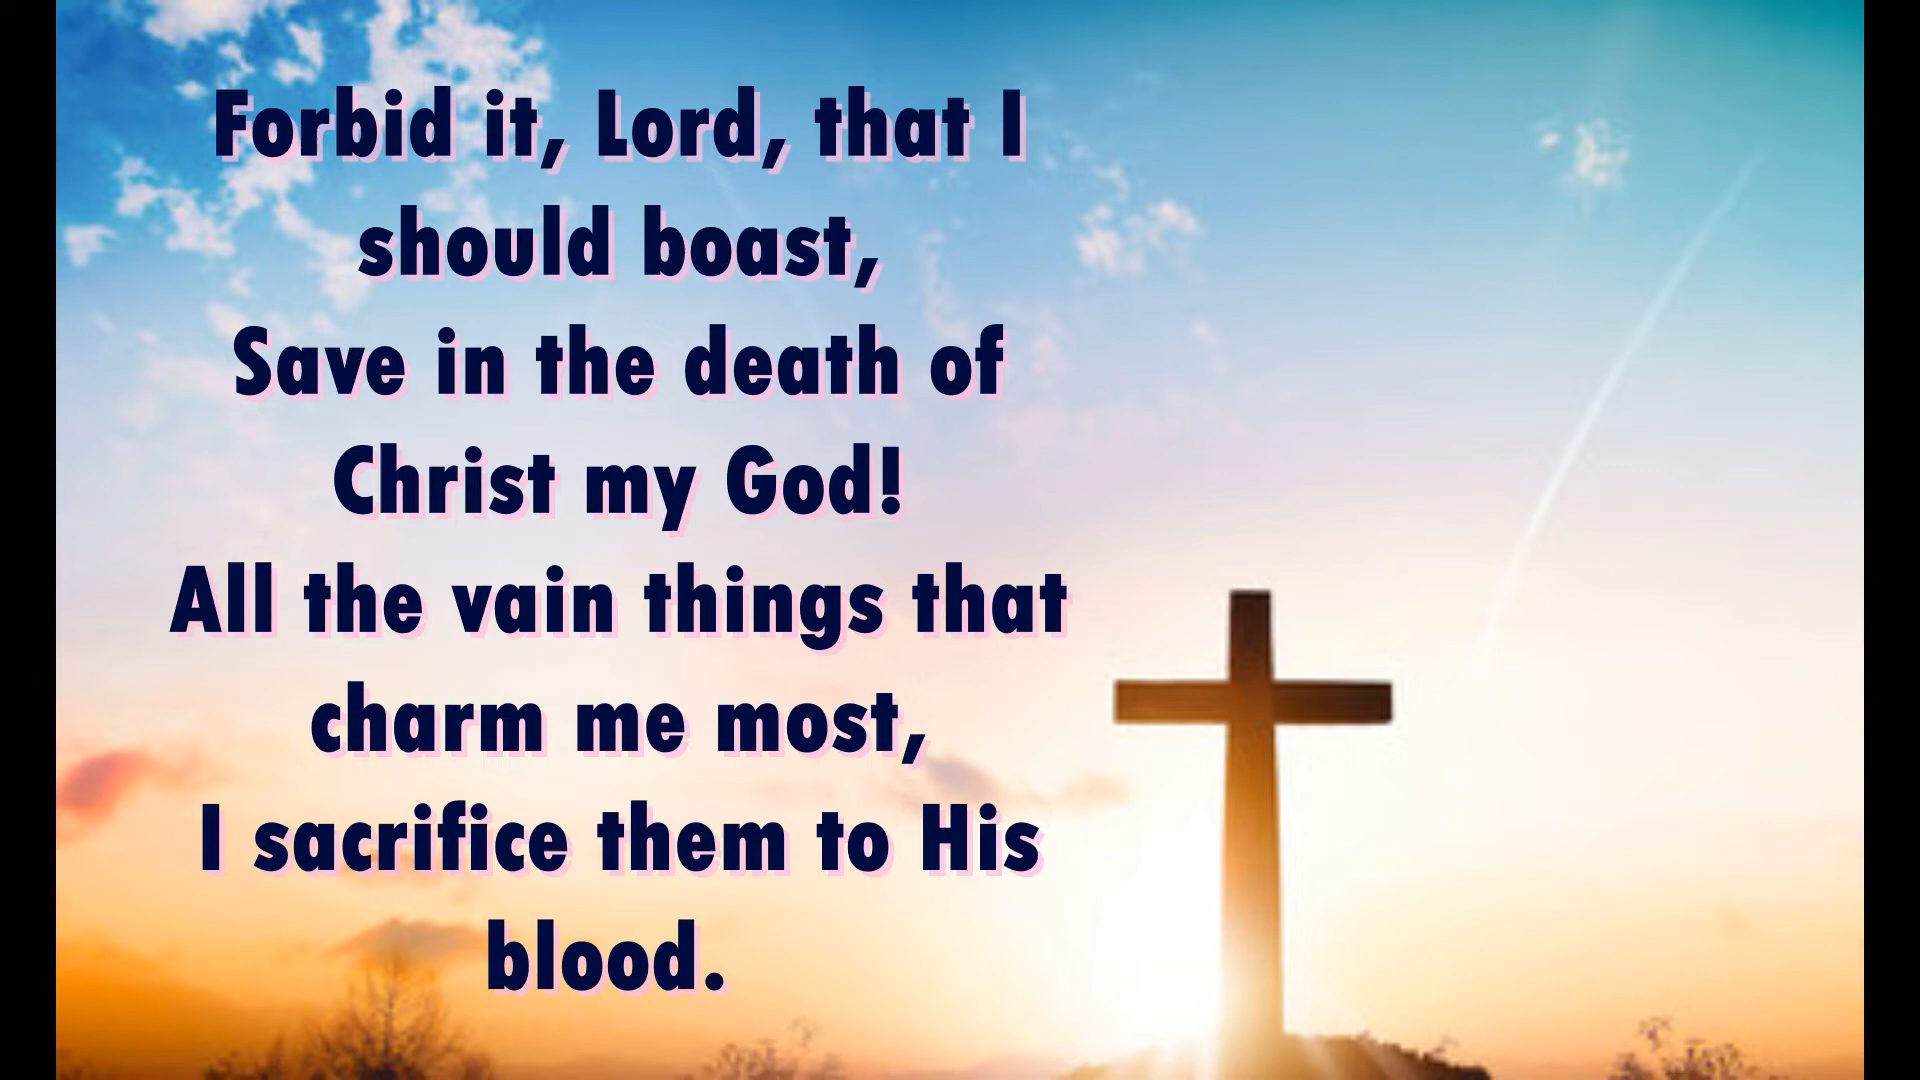 Forbid it, Lord, that I
should boast,
Save in the death of
Christ my God!
All the vain things that
charm me most,
I sacrifice them to His
blood.